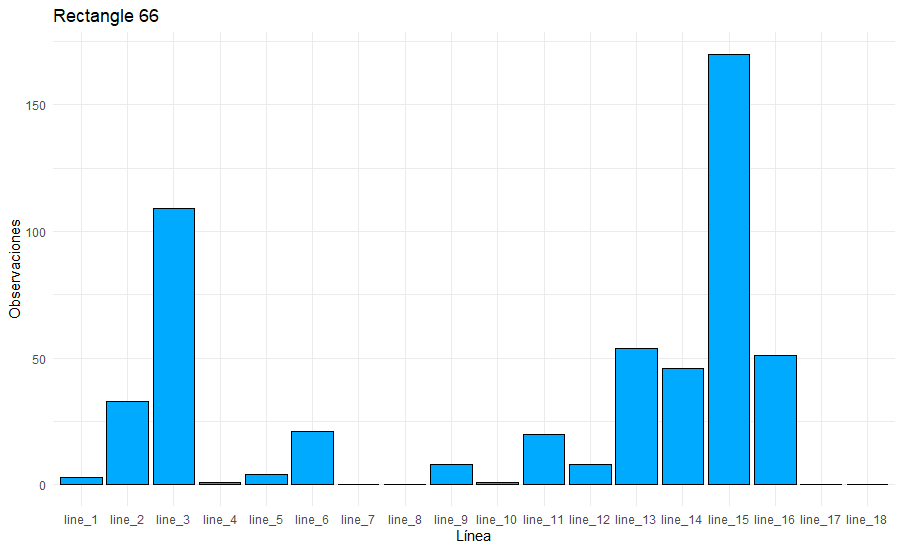 Rectangle 66
Observaciones
150
100
50
0
line_1 line_2 line_3 line_4 line_5 line_6 line_7 line_8 line_9 line_10 line_11 line_12 line_13 line_14 line_15 line_16 line_17 line_18
Línea